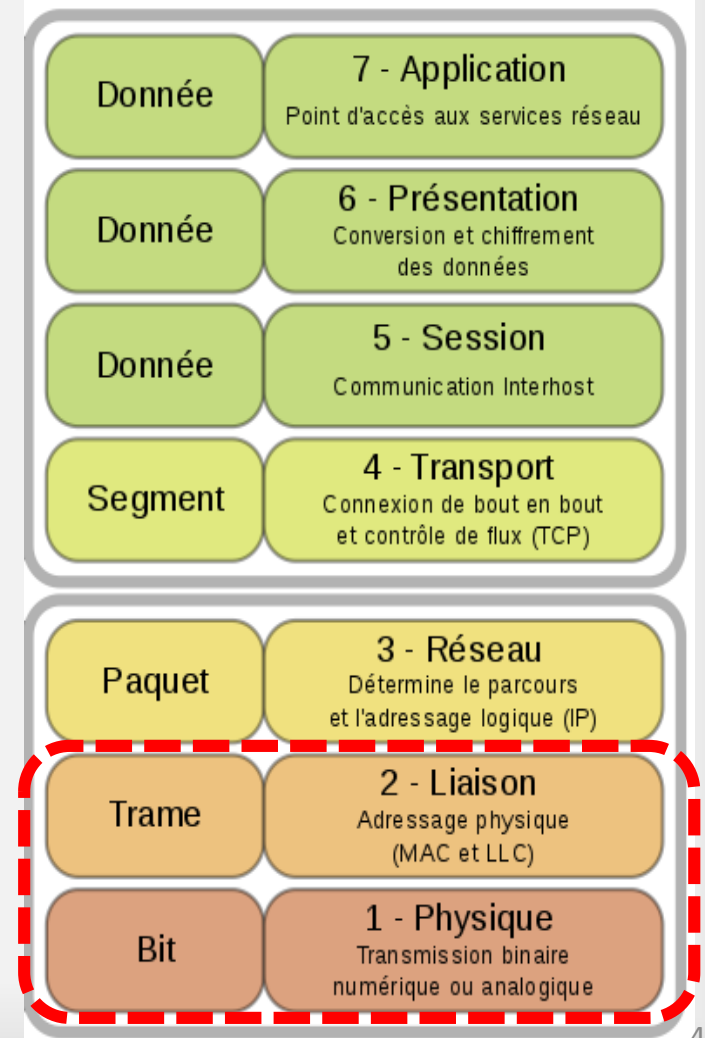 Donnée
7 - Application
Point d'accès aux services réseau
Donnée
6 - Présentation
Conversion et chiffrement
des données
Donnée
5 - Session
Communication Interhost
Segment
4 - Transport
Connexion de bout en bout
et contrôle de flux (TCP)
Paquet
3 - Réseau
Détermine le parcours
et l'adressage logique (IP)
Trame
2 - Liaison
Adressage physique
(MAC et LLC)
Bit
1 - Physique
Transmission binaire
numérique ou analogique
4